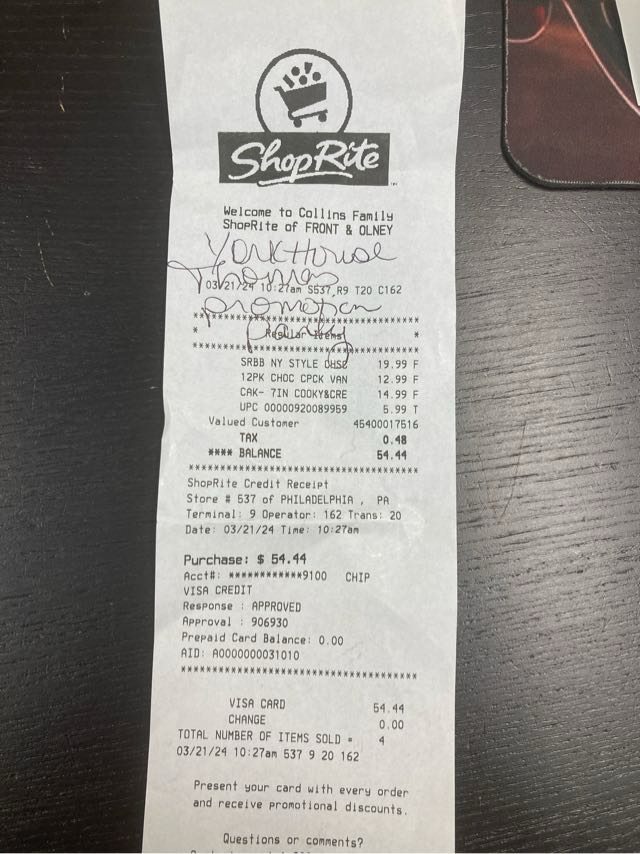 ShopRite
Welcome to Collins Family
ShopRite of FRONT & OLNEY
York House
Thomas
03/21/24 10:27am S537 R9 T20 C162
promotion
***********************************
party
* Regular Items *
***********************************
SRBB NY STYLE CHSC 19.99 F
12PK CHOC CPCK VAN 12.99 F
CAK- 7IN COOKY&CRE 14.99 F
UPC 00000920089959 5.99 T
Valued Customer 45400017516
TAX 0.48
**** BALANCE 54.44
***********************************
ShopRite Credit Receipt
Store # 537 of PHILADELPHIA , PA
Terminal: 9 Operator: 162 Trans: 20
Date: 03/21/24 Time: 10:27am
Purchase: $ 54.44
Acct#: ************9100 CHIP
VISA CREDIT
Response : APPROVED
Approval : 906930
Prepaid Card Balance: 0.00
AID: A0000000031010
***********************************
VISA CARD 54.44
CHANGE 0.00
TOTAL NUMBER OF ITEMS SOLD = 4
03/21/24 10:27am 537 9 20 162
Present your card with every order
and receive promotional discounts.
Questions or comments?